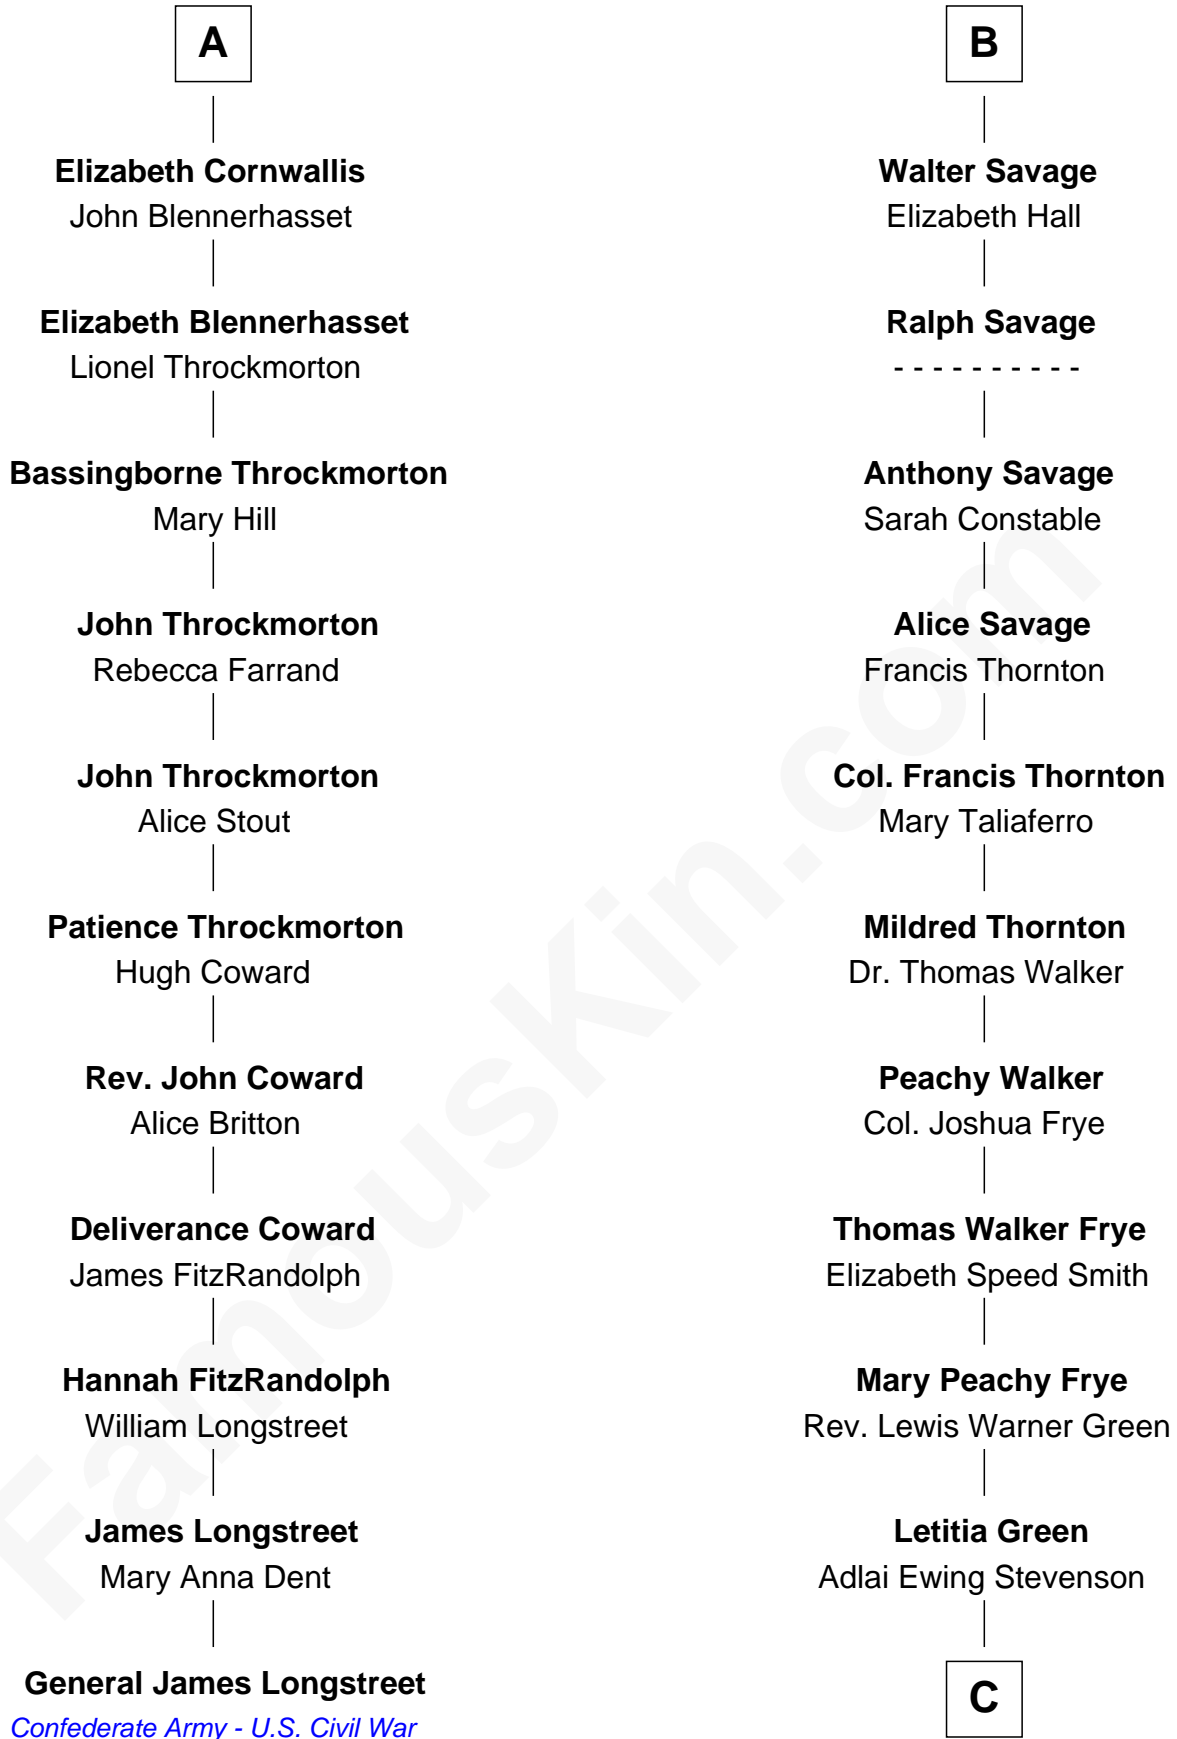 A
Elizabeth Cornwallis
John Blennerhasset
Elizabeth Blennerhasset
Lionel Throckmorton
Bassingborne Throckmorton
Mary Hill
John Throckmorton
Rebecca Farrand
John Throckmorton
Alice Stout
Patience Throckmorton
Hugh Coward
Rev. John Coward
Alice Britton
Deliverance Coward
James FitzRandolph
Hannah FitzRandolph
William Longstreet
James Longstreet
Mary Anna Dent
General James Longstreet
Confederate Army - U.S. Civil War
B
Walter Savage
Elizabeth Hall
Ralph Savage
- - - - - - - - - -
Anthony Savage
Sarah Constable
Alice Savage
Francis Thornton
Col. Francis Thornton
Mary Taliaferro
Mildred Thornton
Dr. Thomas Walker
Peachy Walker
Col. Joshua Frye
Thomas Walker Frye
Elizabeth Speed Smith
Mary Peachy Frye
Rev. Lewis Warner Green
Letitia Green
Adlai Ewing Stevenson
C
FamousKin.com